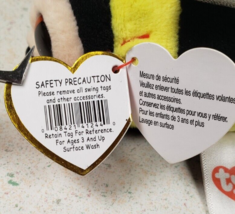 SAFETY PRECAUTION
Please remove all swing tags
and other accessories.
Retain Tag For Reference.
For Ages 3 And Up
Surface Wash
Mesure de sécurité
Veuillez enlever toutes les étiquettes volantes
et autres accessoires.
Conservez les étiquettes pour vous y référer.
Pour les enfants de 3 ans et plus
Lavage en surface
ty